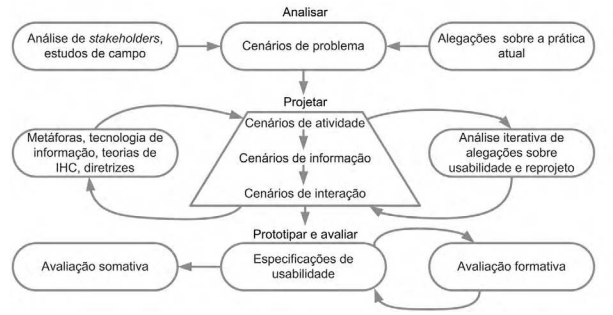 Analisar
Análise de stakeholders,
estudos de campo
Cenários de problema
Alegações sobre a prática
atual
Projetar
Cenários de atividade
Cenários de informação
Cenários de interação
Metáforas, tecnologia de
informação, teorias de
IHC, diretrizes
Análise iterativa de
alegações sobre
usabilidade e reprojeto
Prototipar e avaliar
Avaliação somativa
Especificações de
usabilidade
Avaliação formativa